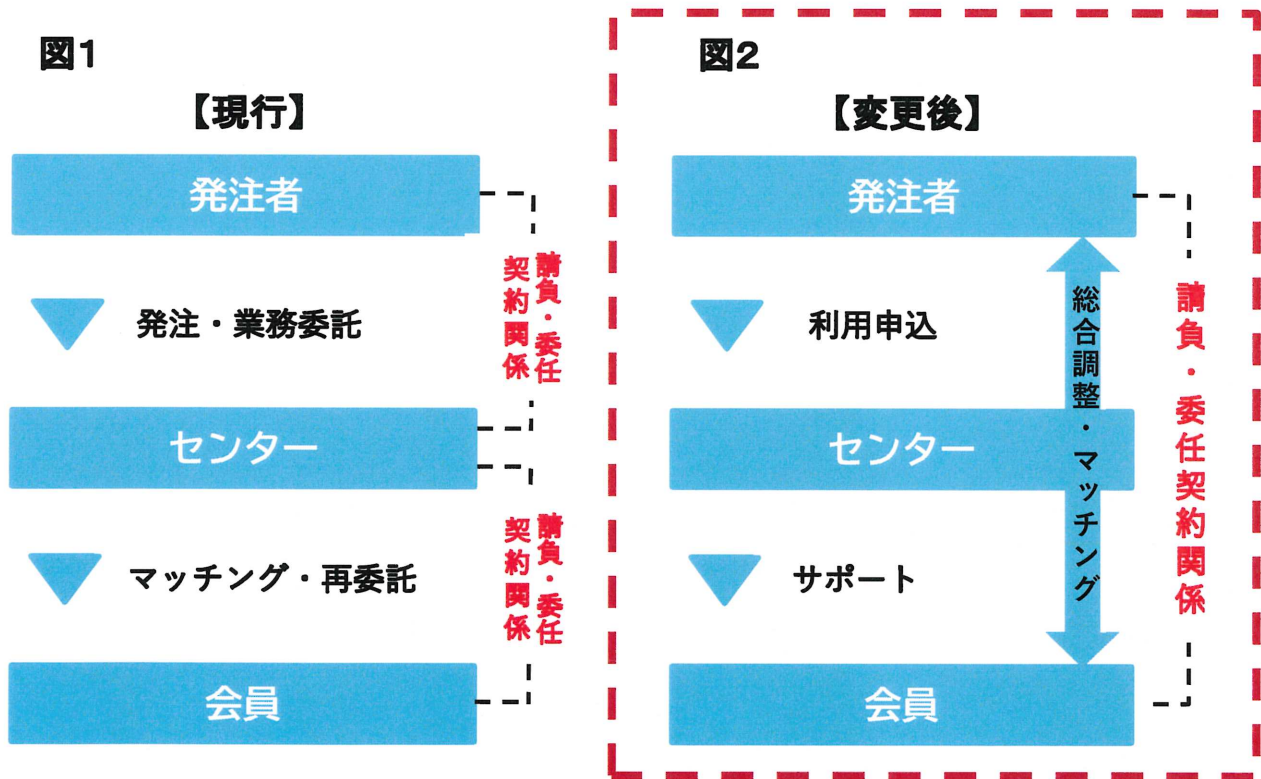 図1
【現行】
発注者
発注・業務委託
請負・委任
契約関係
センター
マッチング・再委託
請負・委任
契約関係
会員
図2
【変更後】
発注者
利用申込
総合調整・マッチング
請負・委任契約関係
センター
サポート
会員